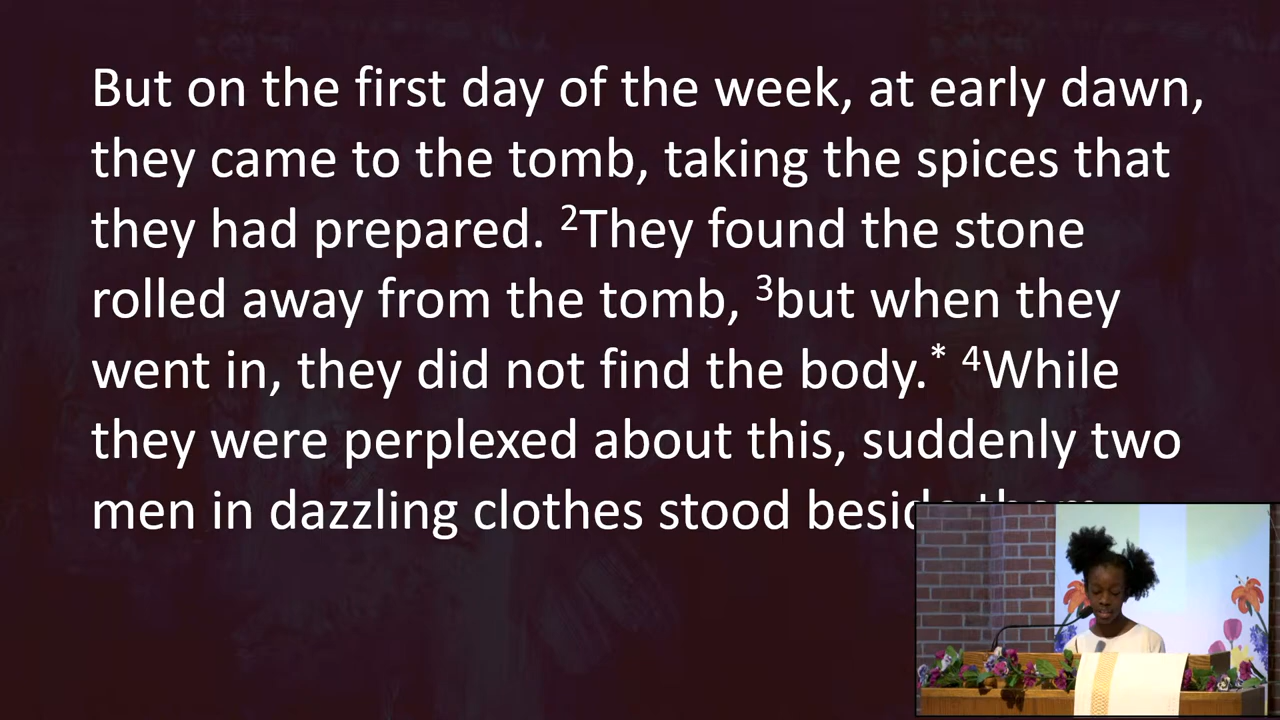 But on the first day of the week, at early dawn,
they came to the tomb, taking the spices that
they had prepared. ²They found the stone
rolled away from the tomb, ³but when they
went in, they did not find the body.* ⁴While
they were perplexed about this, suddenly two
men in dazzling clothes stood